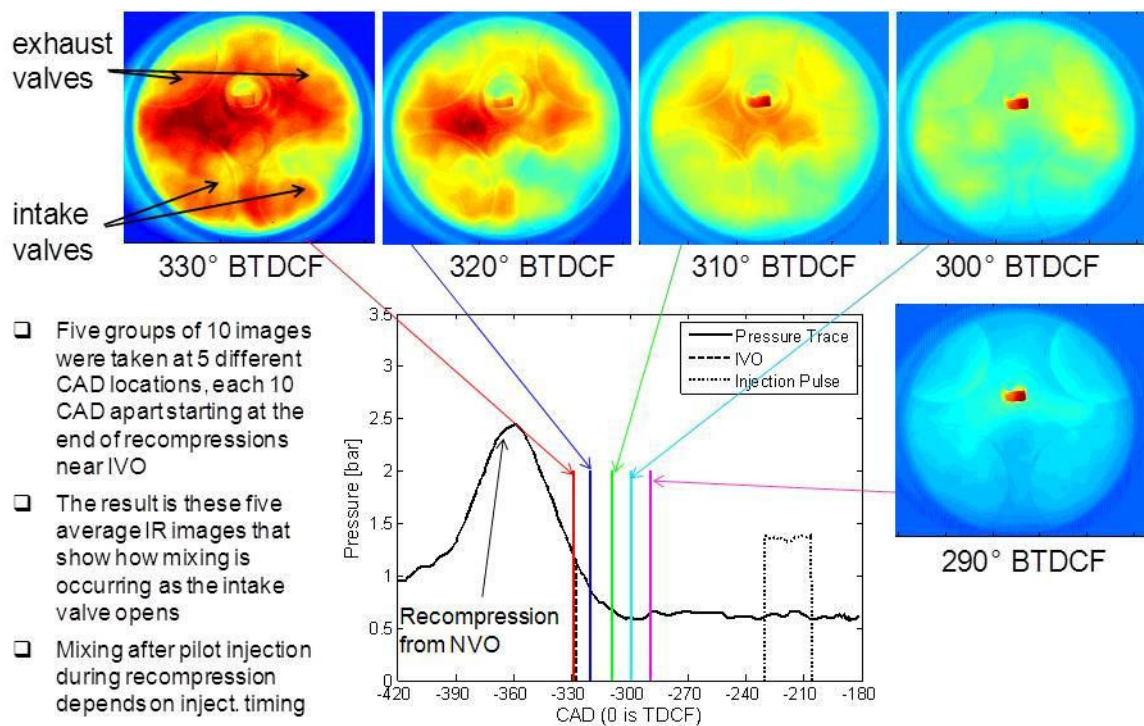 exhaust
valves
intake
valves
330° BTDCF
320° BTDCF
310° BTDCF
300° BTDCF
❑ Five groups of 10 images
were taken at 5 different
CAD locations, each 10
CAD apart starting at the
end of recompressions
near IVO
❑ The result is these five
average IR images that
show how mixing is
occurring as the intake
valve opens
❑ Mixing after pilot injection
during recompression
depends on inject. timing
3.5
3
2.5
2
1.5
1
0.5
0
Pressure [bar]
Pressure Trace
IVO
Injection Pulse
Recompression
from NVO
-420 -390 -360 -330 -300 -270 -240 -210 -180
CAD (0 is TDCF)
290° BTDCF